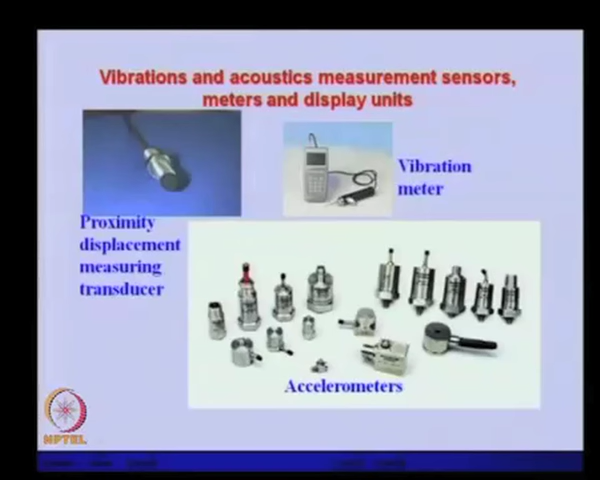 Vibrations and acoustics measurement sensors,
meters and display units
Vibration
meter
Proximity
displacement
measuring
transducer
Accelerometers
NPTEL